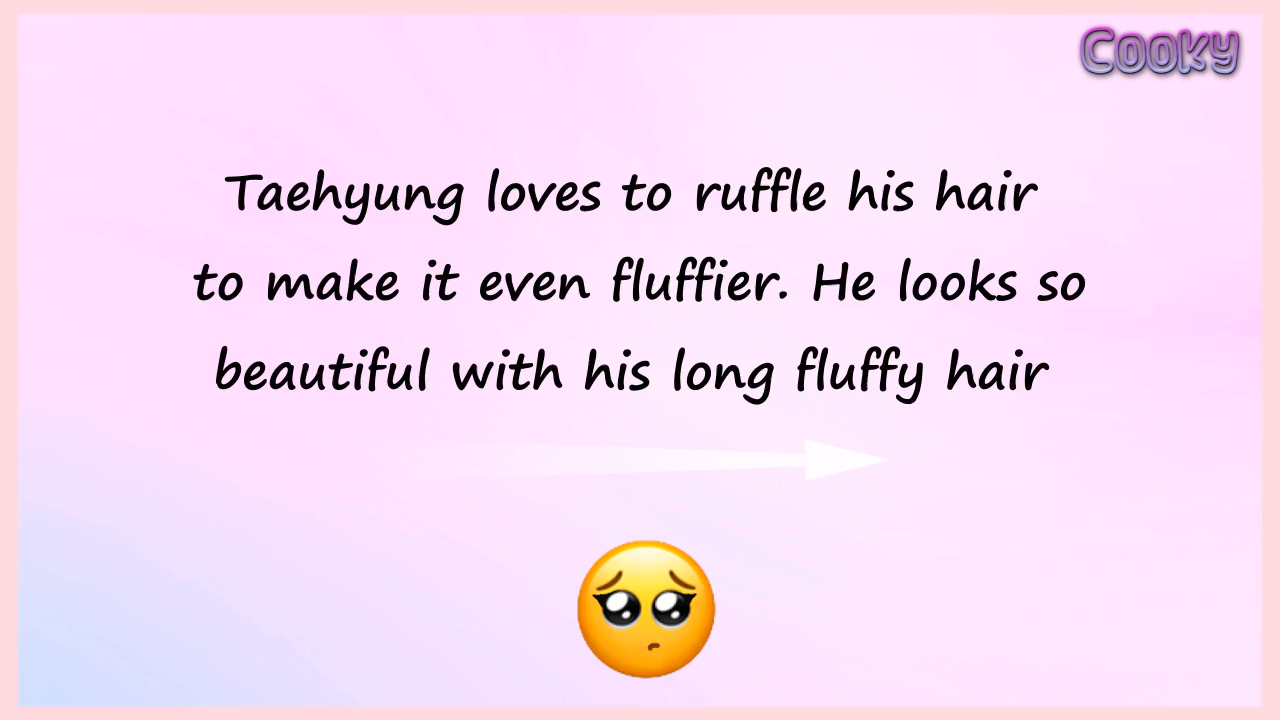 Cooky
Taehyung loves to ruffle his hair
to make it even fluffier. He looks so
beautiful with his long fluffy hair